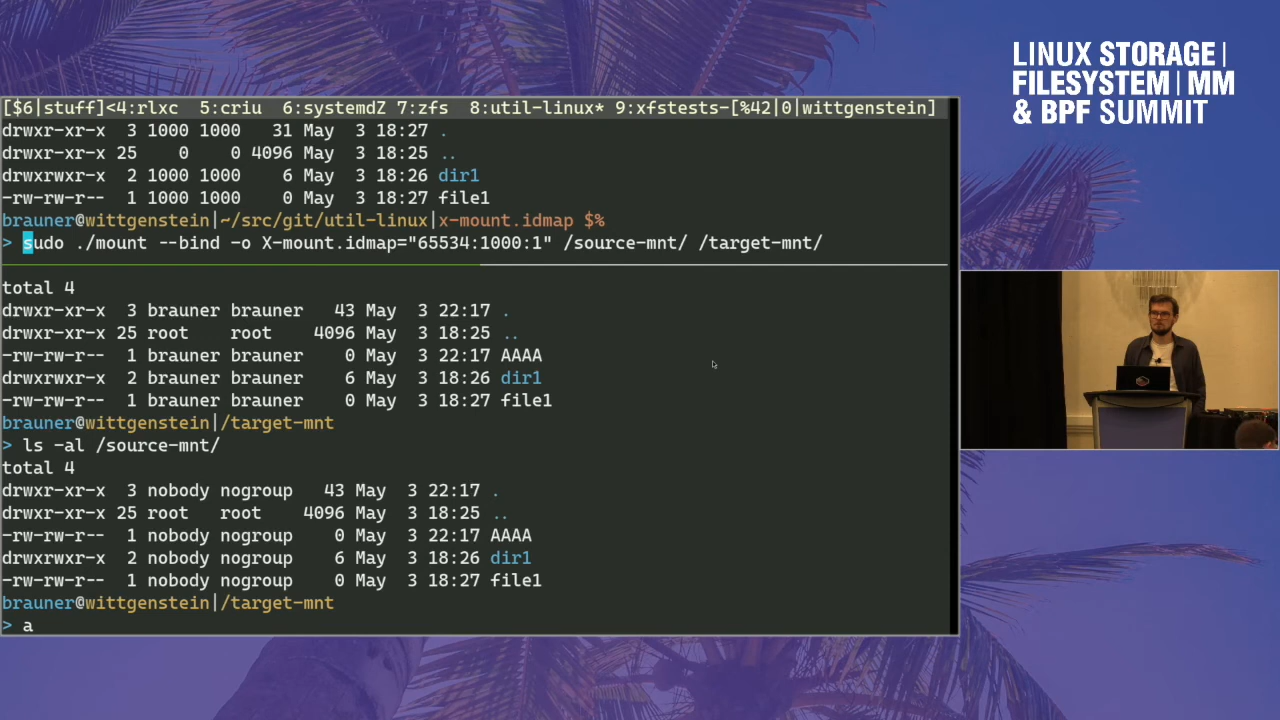 LINUX STORAGE |
FILESYSTEM | MM
& BPF SUMMIT
[$6|stuff]<4:rlxc  5:criu  6:systemdZ 7:zfs  8:util-linux* 9:xfstests-[%42|0|wittgenstein]
drwxr-xr-x  3 1000 1000   31 May  3 18:27 .
drwxr-xr-x 25    0    0 4096 May  3 18:25 ..
drwxrwxr-x  2 1000 1000    6 May  3 18:26 dir1
-rw-rw-r--  1 1000 1000    0 May  3 18:27 file1
brauner@wittgenstein|~/src/git/util-linux|x-mount.idmap $%
> sudo ./mount --bind -o X-mount.idmap="65534:1000:1" /source-mnt/ /target-mnt/
total 4
drwxr-xr-x  3 brauner brauner   43 May  3 22:17 .
drwxr-xr-x 25 root    root    4096 May  3 18:25 ..
-rw-rw-r--  1 brauner brauner    0 May  3 22:17 AAAA
drwxrwxr-x  2 brauner brauner    6 May  3 18:26 dir1
-rw-rw-r--  1 brauner brauner    0 May  3 18:27 file1
brauner@wittgenstein|/target-mnt
> ls -al /source-mnt/
total 4
drwxr-xr-x  3 nobody nogroup   43 May  3 22:17 .
drwxr-xr-x 25 root   root    4096 May  3 18:25 ..
-rw-rw-r--  1 nobody nogroup    0 May  3 22:17 AAAA
drwxrwxr-x  2 nobody nogroup    6 May  3 18:26 dir1
-rw-rw-r--  1 nobody nogroup    0 May  3 18:27 file1
brauner@wittgenstein|/target-mnt
> a